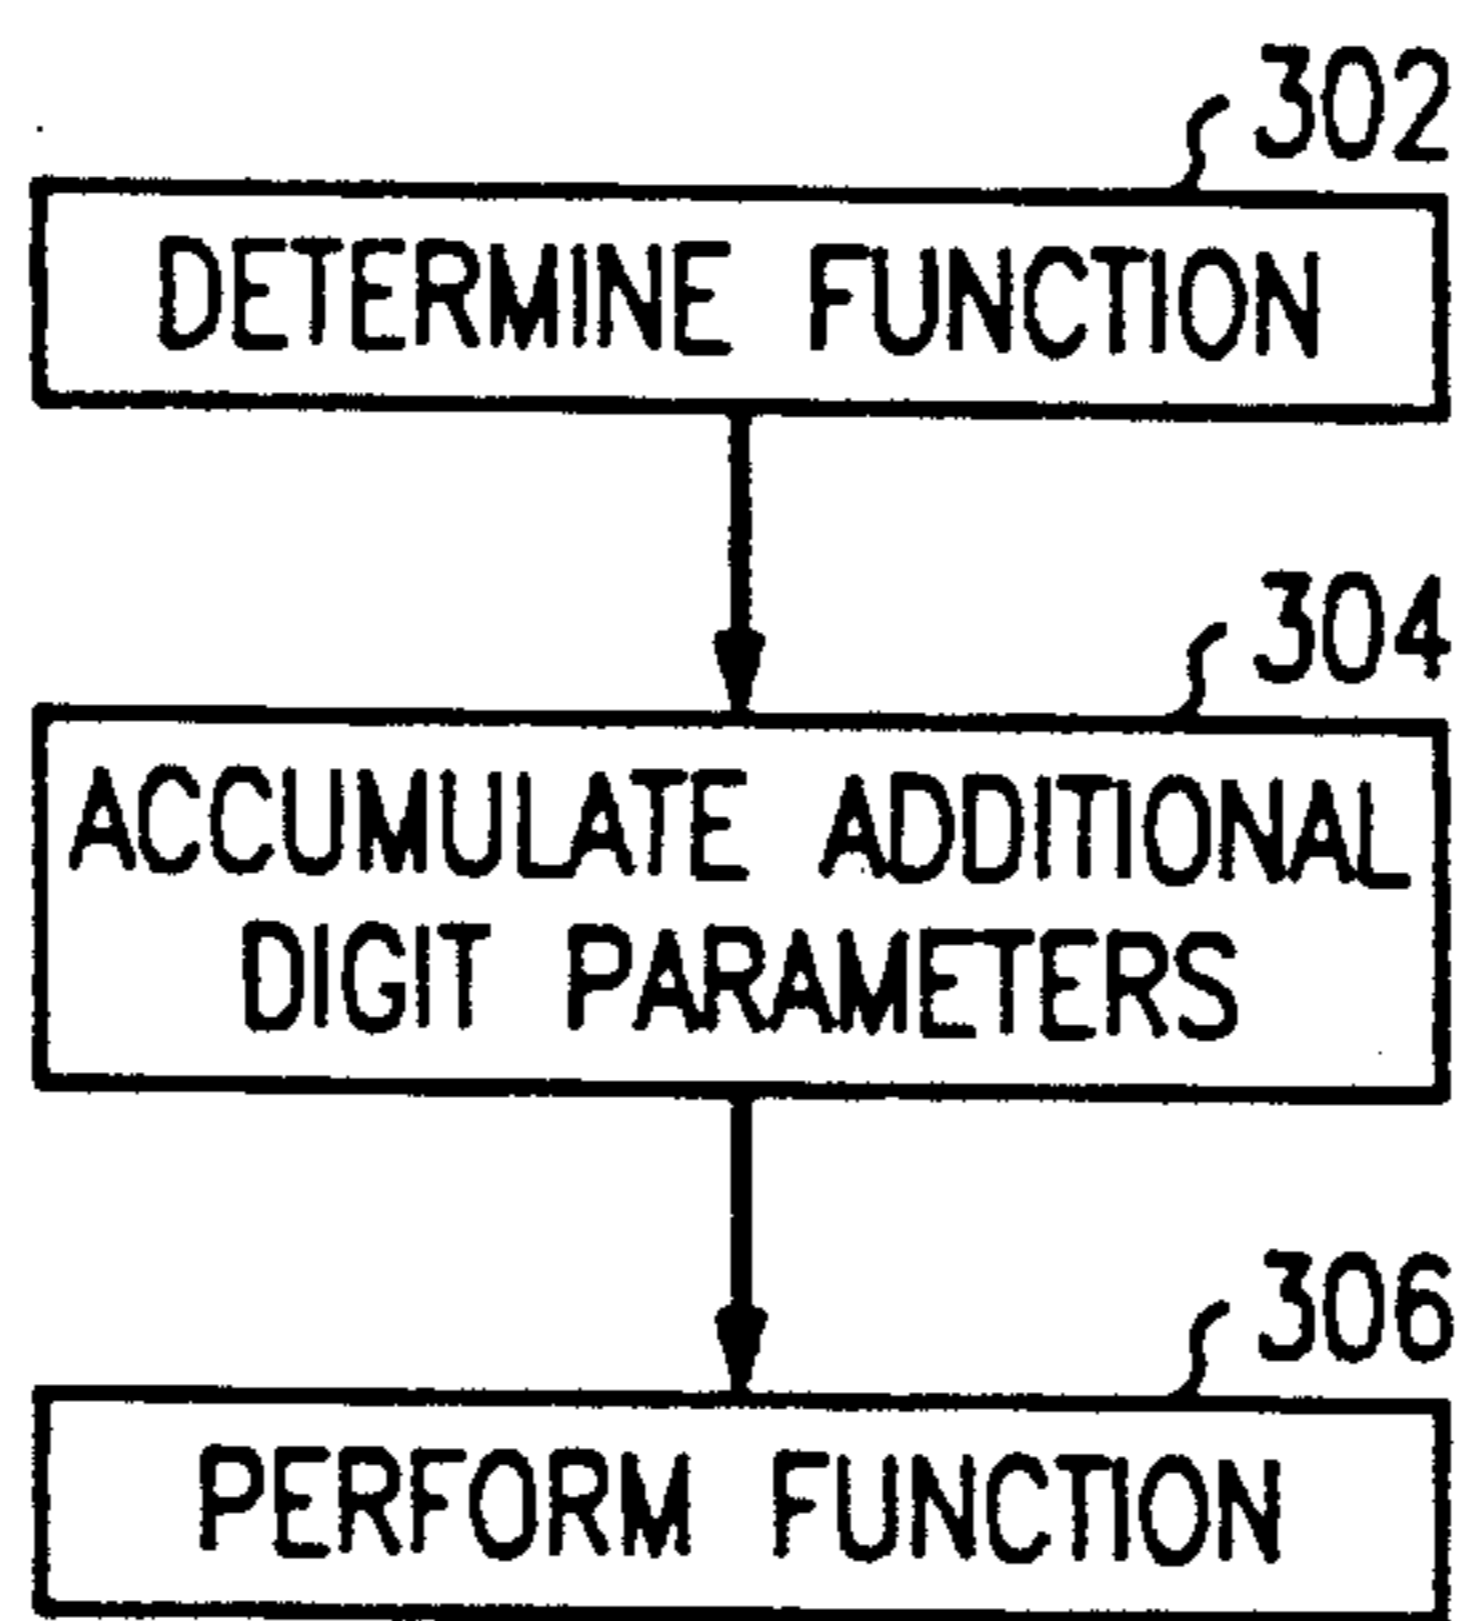 302
DETERMINE FUNCTION
304
ACCUMULATE ADDITIONAL
DIGIT PARAMETERS
306
PERFORM FUNCTION